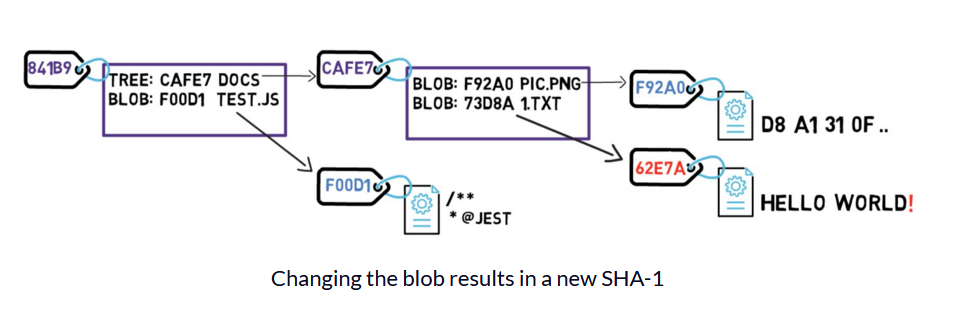 841B9
TREE: CAFE7 DOCS
BLOB: F00D1 TEST.JS
CAFE7
BLOB: F92A0 PIC.PNG
BLOB: 73D8A 1.TXT
F92A0
D8 A1 31 0F ..
F00D1
/**
* @JEST
62E7A
HELLO WORLD!
Changing the blob results in a new SHA-1